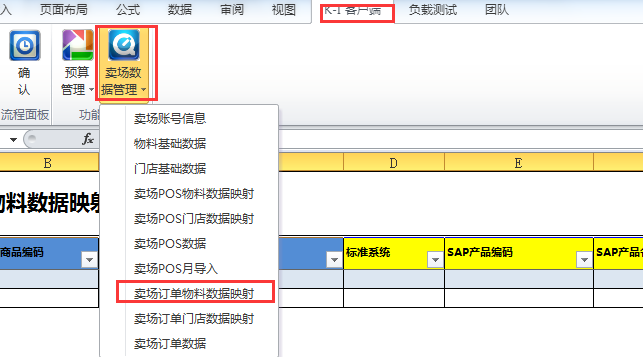 入 页面布局 公式 数据 审阅 视图 K-1 客户端 负载测试 团队
确认 预算管理 卖场数据管理
流程面板 功能
卖场账号信息
物料基础数据
门店基础数据
卖场POS物料数据映射
卖场POS门店数据映射
卖场POS数据
卖场POS月导入
卖场订单物料数据映射
卖场订单门店数据映射
卖场订单数据
fx
B D E
物料数据映射
商品编码 标准系统 SAP产品编码 SAP产品